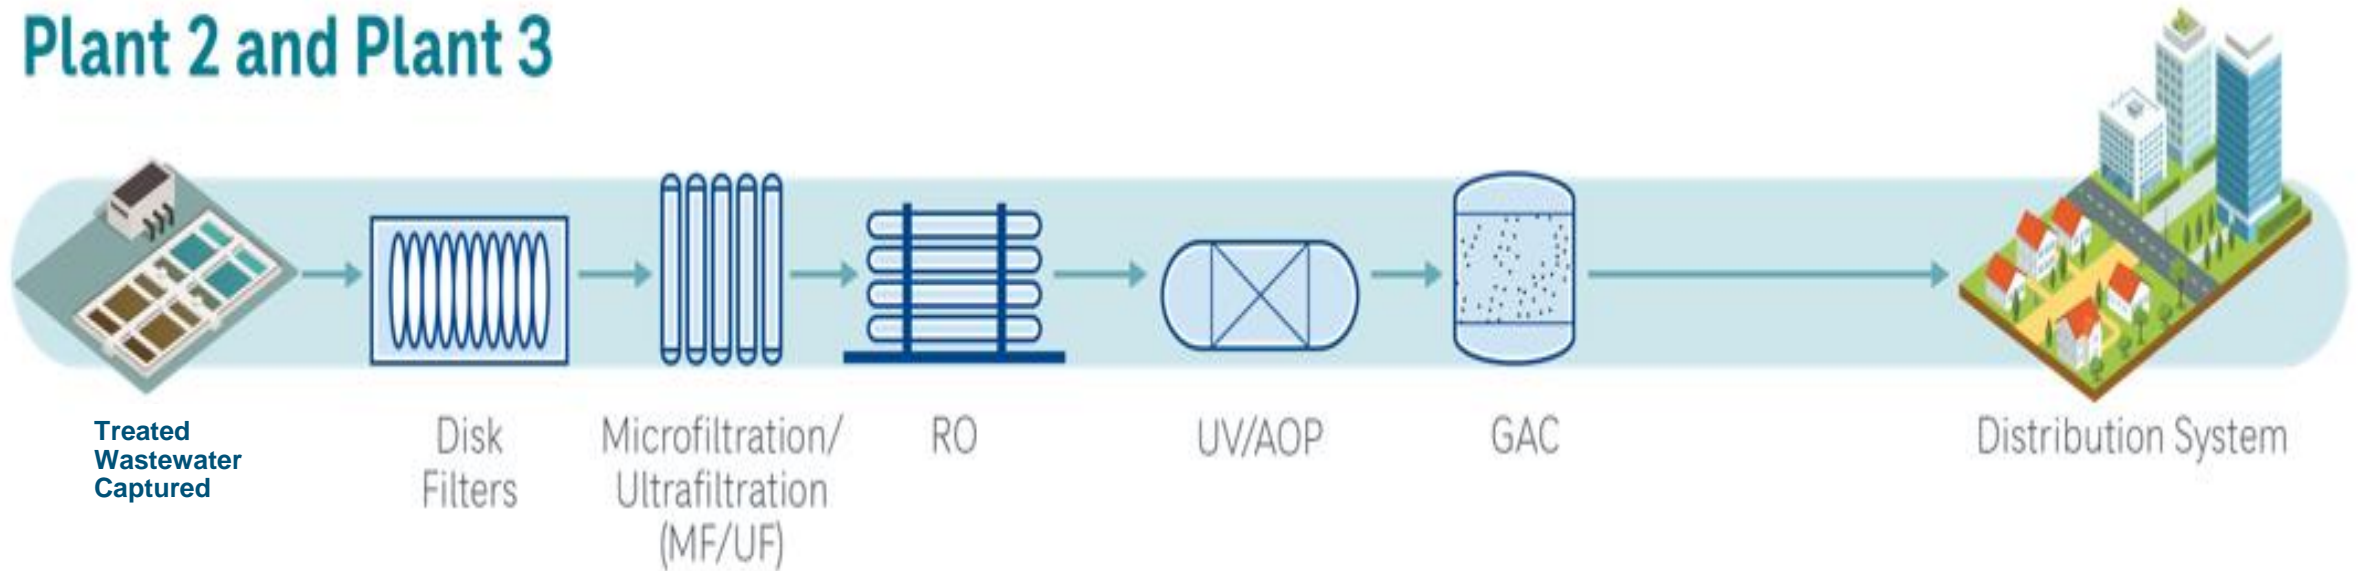 Plant 2 and Plant 3
Treated
Wastewater
Captured
Disk
Filters
Microfiltration/
Ultrafiltration
(MF/UF)
RO
UV/AOP
GAC
Distribution System